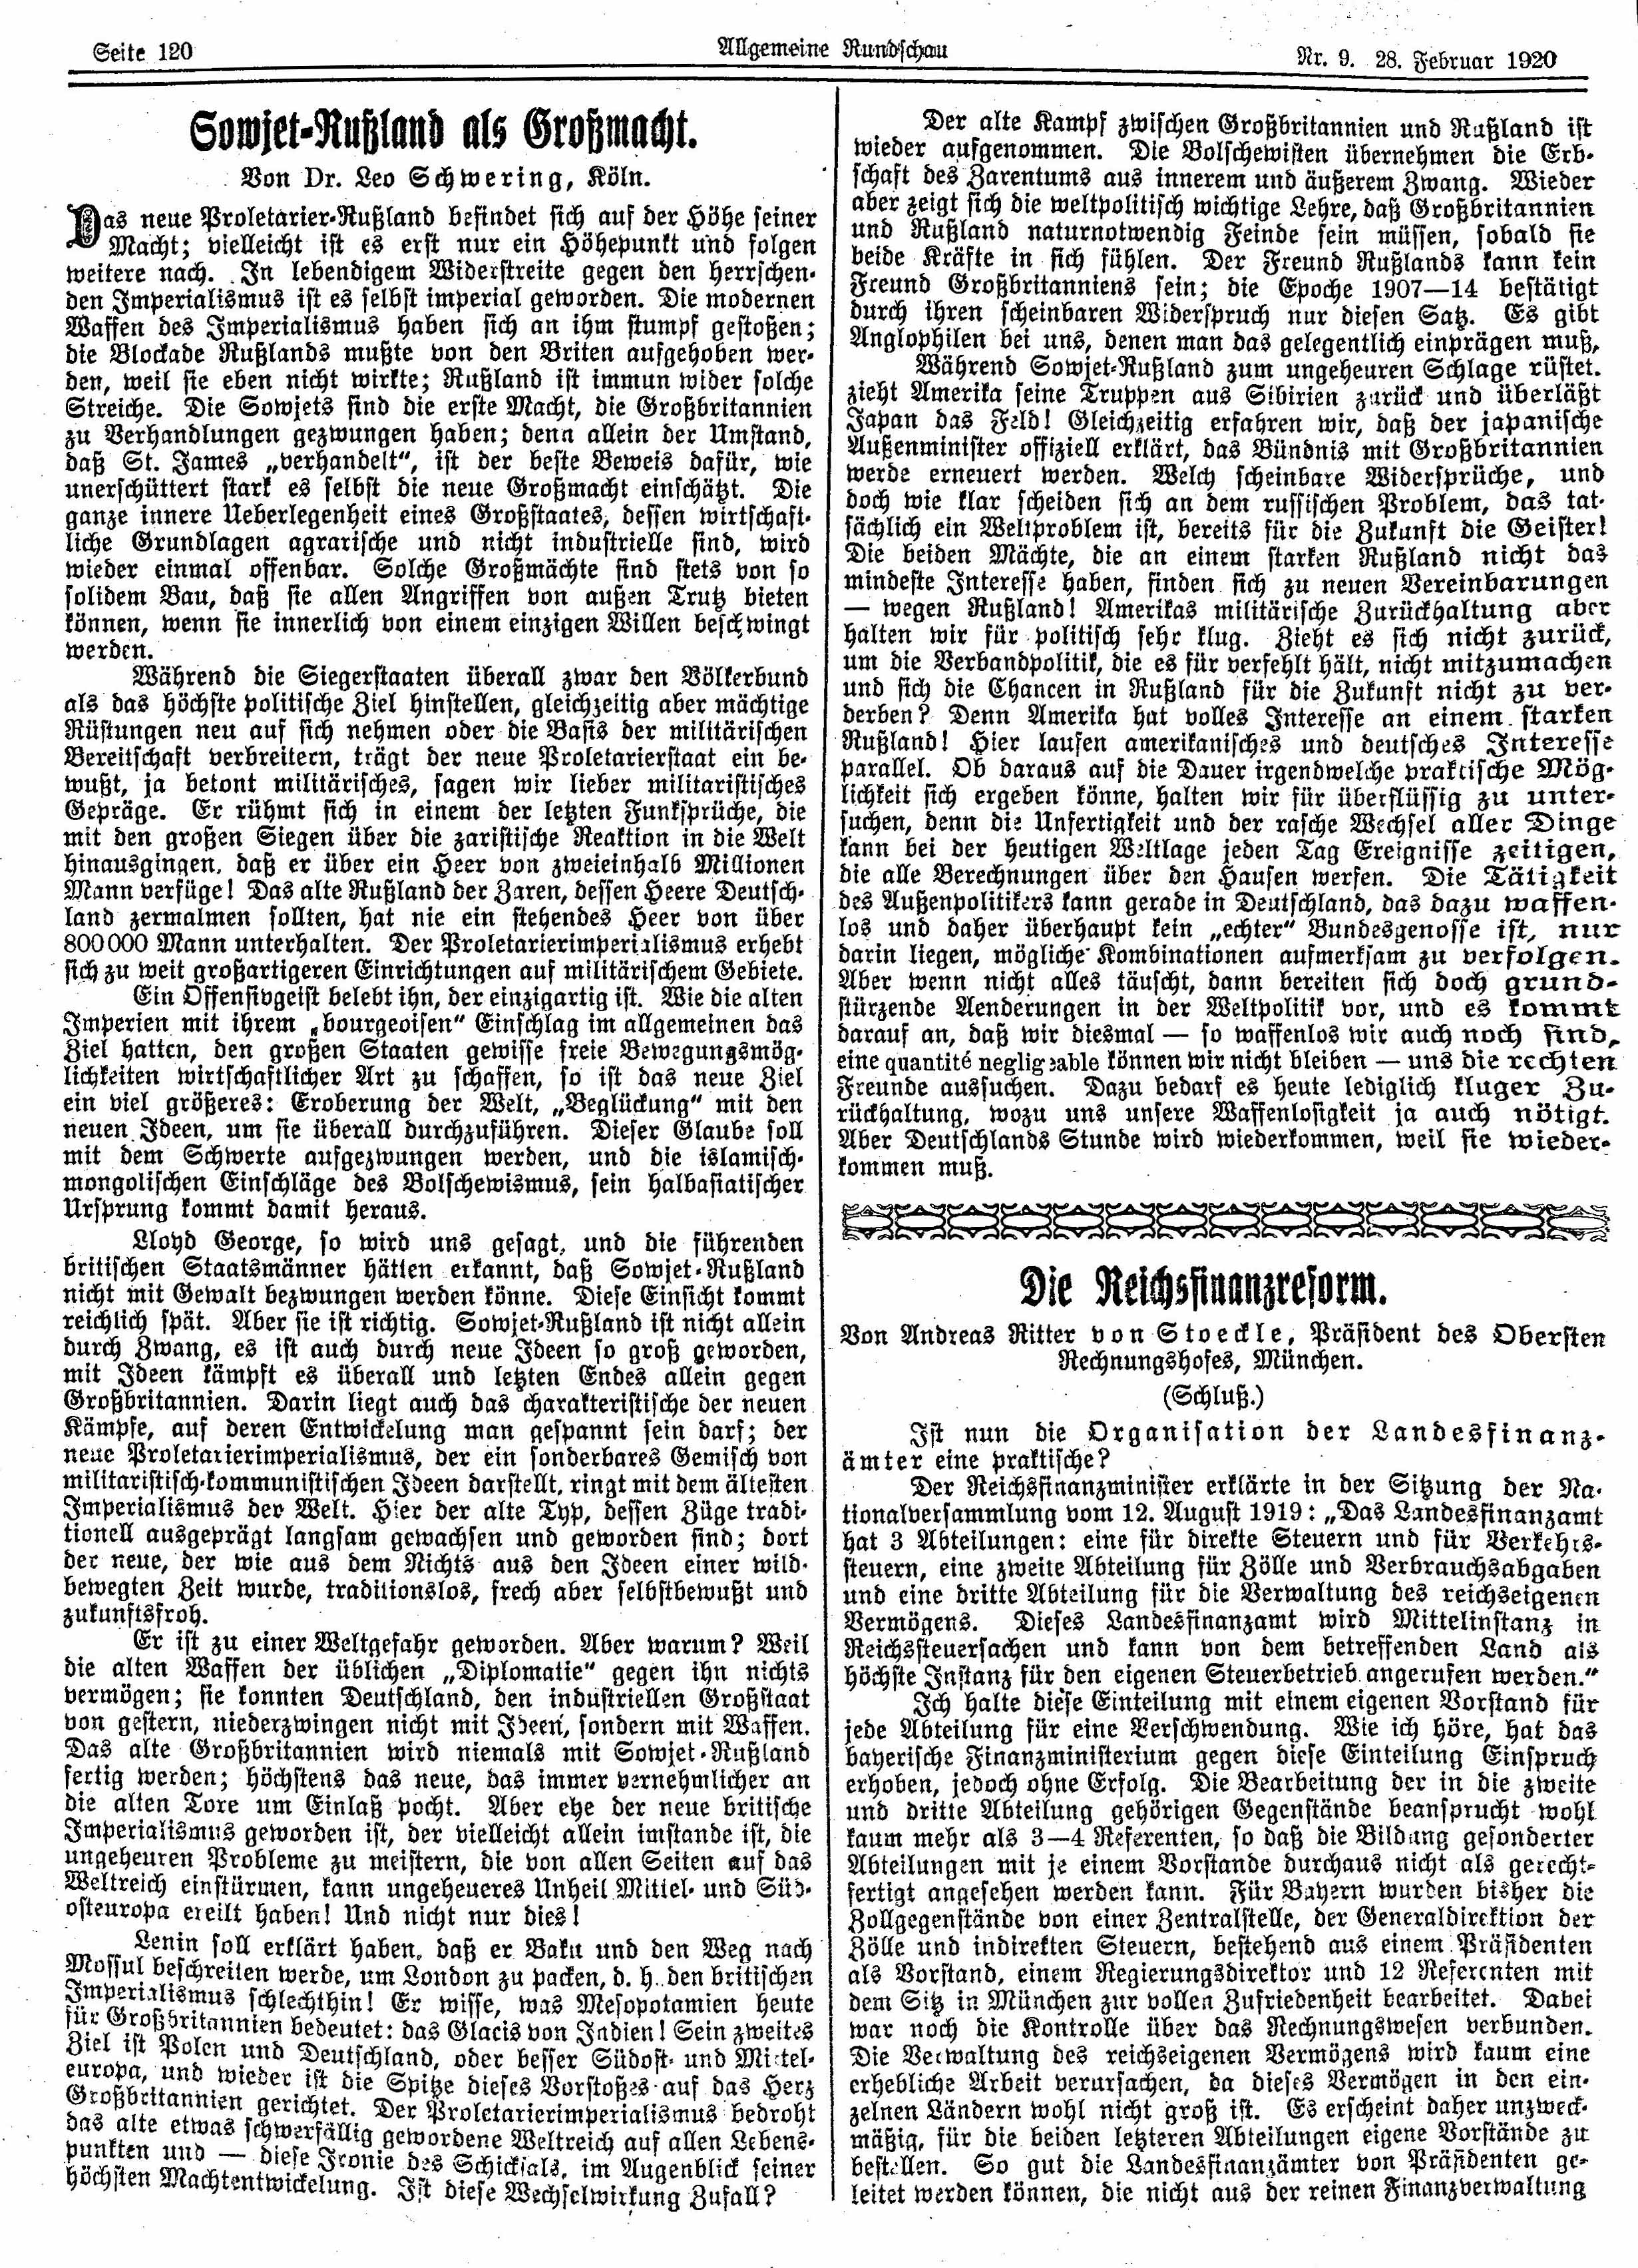 Seite 120
Allgemeine Rundschau
Nr. 9. 28. Februar 1920
Sowjet-Rußland als Großmacht.
Von Dr. Leo Schwering, Köln.
Das neue Proletarier-Rußland befindet sich auf der Höhe seiner
Macht; vielleicht ist es erst nur ein Höhepunkt und folgen
weitere nach. In lebendigem Widerstreite gegen den herrschen-
den Imperialismus ist es selbst imperial geworden. Die modernen
Waffen des Imperialismus haben sich an ihm stumpf gestoßen;
die Blockade Rußlands mußte von den Briten aufgehoben wer-
den, weil sie eben nicht wirkte; Rußland ist immun wider solche
Streiche. Die Sowjets sind die erste Macht, die Großbritannien
zu Verhandlungen gezwungen haben; denn allein der Umstand,
daß St. James „verhandelt“, ist der beste Beweis dafür, wie
unerschüttert stark es selbst die neue Großmacht einschätzt. Die
ganze innere Ueberlegenheit eines Großstaates, dessen wirtschaft-
liche Grundlagen agrarische und nicht industrielle sind, wird
wieder einmal offenbar. Solche Großmächte sind stets von so
solidem Bau, daß sie allen Angriffen von außen Trutz bieten
können, wenn sie innerlich von einem einzigen Willen beschwingt
werden.
Während die Siegerstaaten überall zwar den Völkerbund
als das höchste politische Ziel hinstellen, gleichzeitig aber mächtige
Rüstungen neu auf sich nehmen oder die Basis der militärischen
Bereitschaft verbreitern, trägt der neue Proletarierstaat ein be-
wußt, ja betont militärisches, sagen wir lieber militaristisches
Gepräge. Er rühmt sich in einem der letzten Funksprüche, die
mit den großen Siegen über die zaristische Reaktion in die Welt
hinausgingen, daß er über ein Heer von zweieinhalb Millionen
Mann verfüge! Das alte Rußland der Zaren, dessen Heere Deutsch-
land zermalmen sollten, hat nie ein stehendes Heer von über
800000 Mann unterhalten. Der Proletarierimperialismus erhebt
sich zu weit großartigeren Einrichtungen auf militärischem Gebiete.
Ein Offensivgeist belebt ihn, der einzigartig ist. Wie die alten
Imperien mit ihrem „bourgeoisen“ Einschlag im allgemeinen das
Ziel hatten, den großen Staaten gewisse freie Bewegungsmög-
lichkeiten wirtschaftlicher Art zu schaffen, so ist das neue Ziel
ein viel größeres: Eroberung der Welt, „Beglückung“ mit den
neuen Ideen, um sie überall durchzuführen. Dieser Glaube soll
mit dem Schwerte aufgezwungen werden, und die islamisch-
mongolischen Einschläge des Bolschewismus, sein halbasiatischer
Ursprung kommt damit heraus.
Lloyd George, so wird uns gesagt, und die führenden
britischen Staatsmänner hätten erkannt, daß Sowjet-Rußland
nicht mit Gewalt bezwungen werden könne. Diese Einsicht kommt
reichlich spät. Aber sie ist richtig. Sowjet-Rußland ist nicht allein
durch Zwang, es ist auch durch neue Ideen so groß geworden,
mit Ideen kämpft es überall und letzten Endes allein gegen
Großbritannien. Darin liegt auch das charakteristische der neuen
Kämpfe, auf deren Entwickelung man gespannt sein darf; der
neue Proletarierimperialismus, der ein sonderbares Gemisch von
militaristisch-kommunistischen Ideen darstellt, ringt mit dem ältesten
Imperialismus der Welt. Hier der alte Typ, dessen Züge tradi-
tionell ausgeprägt langsam gewachsen und geworden sind; dort
der neue, der wie aus dem Nichts aus den Ideen einer wild-
bewegten Zeit wurde, traditionslos, frech aber selbstbewußt und
zukunftsfroh.
Er ist zu einer Weltgefahr geworden. Aber warum? Weil
die alten Waffen der üblichen „Diplomatie“ gegen ihn nichts
vermögen; sie konnten Deutschland, den industriellen Großstaat
von gestern, niederzwingen nicht mit Ideen, sondern mit Waffen.
Das alte Großbritannien wird niemals mit Sowjet-Rußland
fertig werden; höchstens das neue, das immer vernehmlicher an
die alten Tore um Einlaß pocht. Aber ehe der neue britische
Imperialismus geworden ist, der vielleicht allein imstande ist, die
ungeheuren Probleme zu meistern, die von allen Seiten auf das
Weltreich einstürmen, kann ungeheueres Unheil Mittel- und Süd-
osteuropa ereilt haben! Und nicht nur dies!
Lenin soll erklärt haben, daß er Baku und den Weg nach
Mossul beschreiten werde, um London zu packen, d. h. den britischen
Imperialismus schlechthin! Er wisse, was Mesopotamien heute
für Großbritannien bedeutet: das Glacis von Indien! Sein zweites
Ziel ist Polen und Deutschland, oder besser Südost- und Mittel-
europa, und wieder ist die Spitze dieses Vorstoßes auf das Herz
Großbritannien gerichtet. Der Proletarierimperialismus bedroht
das alte etwas schwerfällig gewordene Weltreich auf allen Lebens-
punkten und — diese Ironie des Schicksals, im Augenblick seiner
höchsten Machtentwickelung. Ist diese Wechselwirkung Zufall?
Der alte Kampf zwischen Großbritannien und Rußland ist
wieder aufgenommen. Die Bolschewisten übernehmen die Erb-
schaft des Zarentums aus innerem und äußerem Zwang. Wieder
aber zeigt sich die weltpolitisch wichtige Lehre, daß Großbritannien
und Rußland naturnotwendig Feinde sein müssen, sobald sie
beide Kräfte in sich fühlen. Der Freund Rußlands kann kein
Freund Großbritanniens sein; die Epoche 1907—14 bestätigt
durch ihren scheinbaren Widerspruch nur diesen Satz. Es gibt
Anglophilen bei uns, denen man das gelegentlich einprägen muß,
Während Sowjet-Rußland zum ungeheuren Schlage rüstet.
zieht Amerika seine Truppen aus Sibirien zurück und überläßt
Japan das Feld! Gleichzeitig erfahren wir, daß der japanische
Außenminister offiziell erklärt, das Bündnis mit Großbritannien
werde erneuert werden. Welch scheinbare Widersprüche, und
doch wie klar scheiden sich an dem russischen Problem, das tat-
sächlich ein Weltproblem ist, bereits für die Zukunft die Geister!
Die beiden Mächte, die an einem starken Rußland nicht das
mindeste Interesse haben, finden sich zu neuen Vereinbarungen
— wegen Rußland! Amerikas militärische Zurückhaltung aber
halten wir für politisch sehr klug. Zieht es sich nicht zurück,
um die Verbandpolitik, die es für verfehlt hält, nicht mitzumachen
und sich die Chancen in Rußland für die Zukunft nicht zu ver-
derben? Denn Amerika hat volles Interesse an einem starken
Rußland! Hier laufen amerikanisches und deutsches Interesse
parallel. Ob daraus auf die Dauer irgendwelche praktische Mög-
lichkeit sich ergeben könne, halten wir für überflüssig zu unter-
suchen, denn die Unfertigkeit und der rasche Wechsel aller Dinge
kann bei der heutigen Weltlage jeden Tag Ereignisse zeitigen,
die alle Berechnungen über den Haufen werfen. Die Tätigkeit
des Außenpolitikers kann gerade in Deutschland, das dazu waffen-
los und daher überhaupt kein „echter“ Bundesgenosse ist, nur
darin liegen, mögliche Kombinationen aufmerksam zu verfolgen.
Aber wenn nicht alles täuscht, dann bereiten sich doch grund-
stürzende Aenderungen in der Weltpolitik vor, und es kommt
darauf an, daß wir diesmal — so waffenlos wir auch noch sind,
eine quantité negligeable können wir nicht bleiben — uns die rechten
Freunde aussuchen. Dazu bedarf es heute lediglich kluger Zu-
rückhaltung, wozu uns unsere Waffenlosigkeit ja auch nötigt.
Aber Deutschlands Stunde wird wiederkommen, weil sie wieder-
kommen muß.
Die Reichsfinanzreform.
Von Andreas Ritter von Stoeckle, Präsident des Obersten
Rechnungshofes, München.
(Schluß.)
Ist nun die Organisation der Landesfinanz-
ämter eine praktische?
Der Reichsfinanzminister erklärte in der Sitzung der Na-
tionalversammlung vom 12. August 1919: „Das Landesfinanzamt
hat 3 Abteilungen: eine für direkte Steuern und für Verkehrs-
steuern, eine zweite Abteilung für Zölle und Verbrauchsabgaben
und eine dritte Abteilung für die Verwaltung des reichseigenen
Vermögens. Dieses Landesfinanzamt wird Mittelinstanz in
Reichssteuersachen und kann von dem betreffenden Land als
höchste Instanz für den eigenen Steuerbetrieb angerufen werden.“
Ich halte diese Einteilung mit einem eigenen Vorstand für
jede Abteilung für eine Verschwendung. Wie ich höre, hat das
bayerische Finanzministerium gegen diese Einteilung Einspruch
erhoben, jedoch ohne Erfolg. Die Bearbeitung der in die zweite
und dritte Abteilung gehörigen Gegenstände beansprucht wohl
kaum mehr als 3—4 Referenten, so daß die Bildung gesonderter
Abteilungen mit je einem Vorstande durchaus nicht als gerecht-
fertigt angesehen werden kann. Für Bayern wurden bisher die
Zollgegenstände von einer Zentralstelle, der Generaldirektion der
Zölle und indirekten Steuern, bestehend aus einem Präsidenten
als Vorstand, einem Regierungsdirektor und 12 Referenten mit
dem Sitz in München zur vollen Zufriedenheit bearbeitet. Dabei
war noch die Kontrolle über das Rechnungswesen verbunden.
Die Verwaltung des reichseigenen Vermögens wird kaum eine
erhebliche Arbeit verursachen, da dieses Vermögen in den ein-
zelnen Ländern wohl nicht groß ist. Es erscheint daher unzweck-
mäßig, für die beiden letzteren Abteilungen eigene Vorstände zu
bestellen. So gut die Landesfinanzämter von Präsidenten ge-
leitet werden können, die nicht aus der reinen Finanzverwaltung